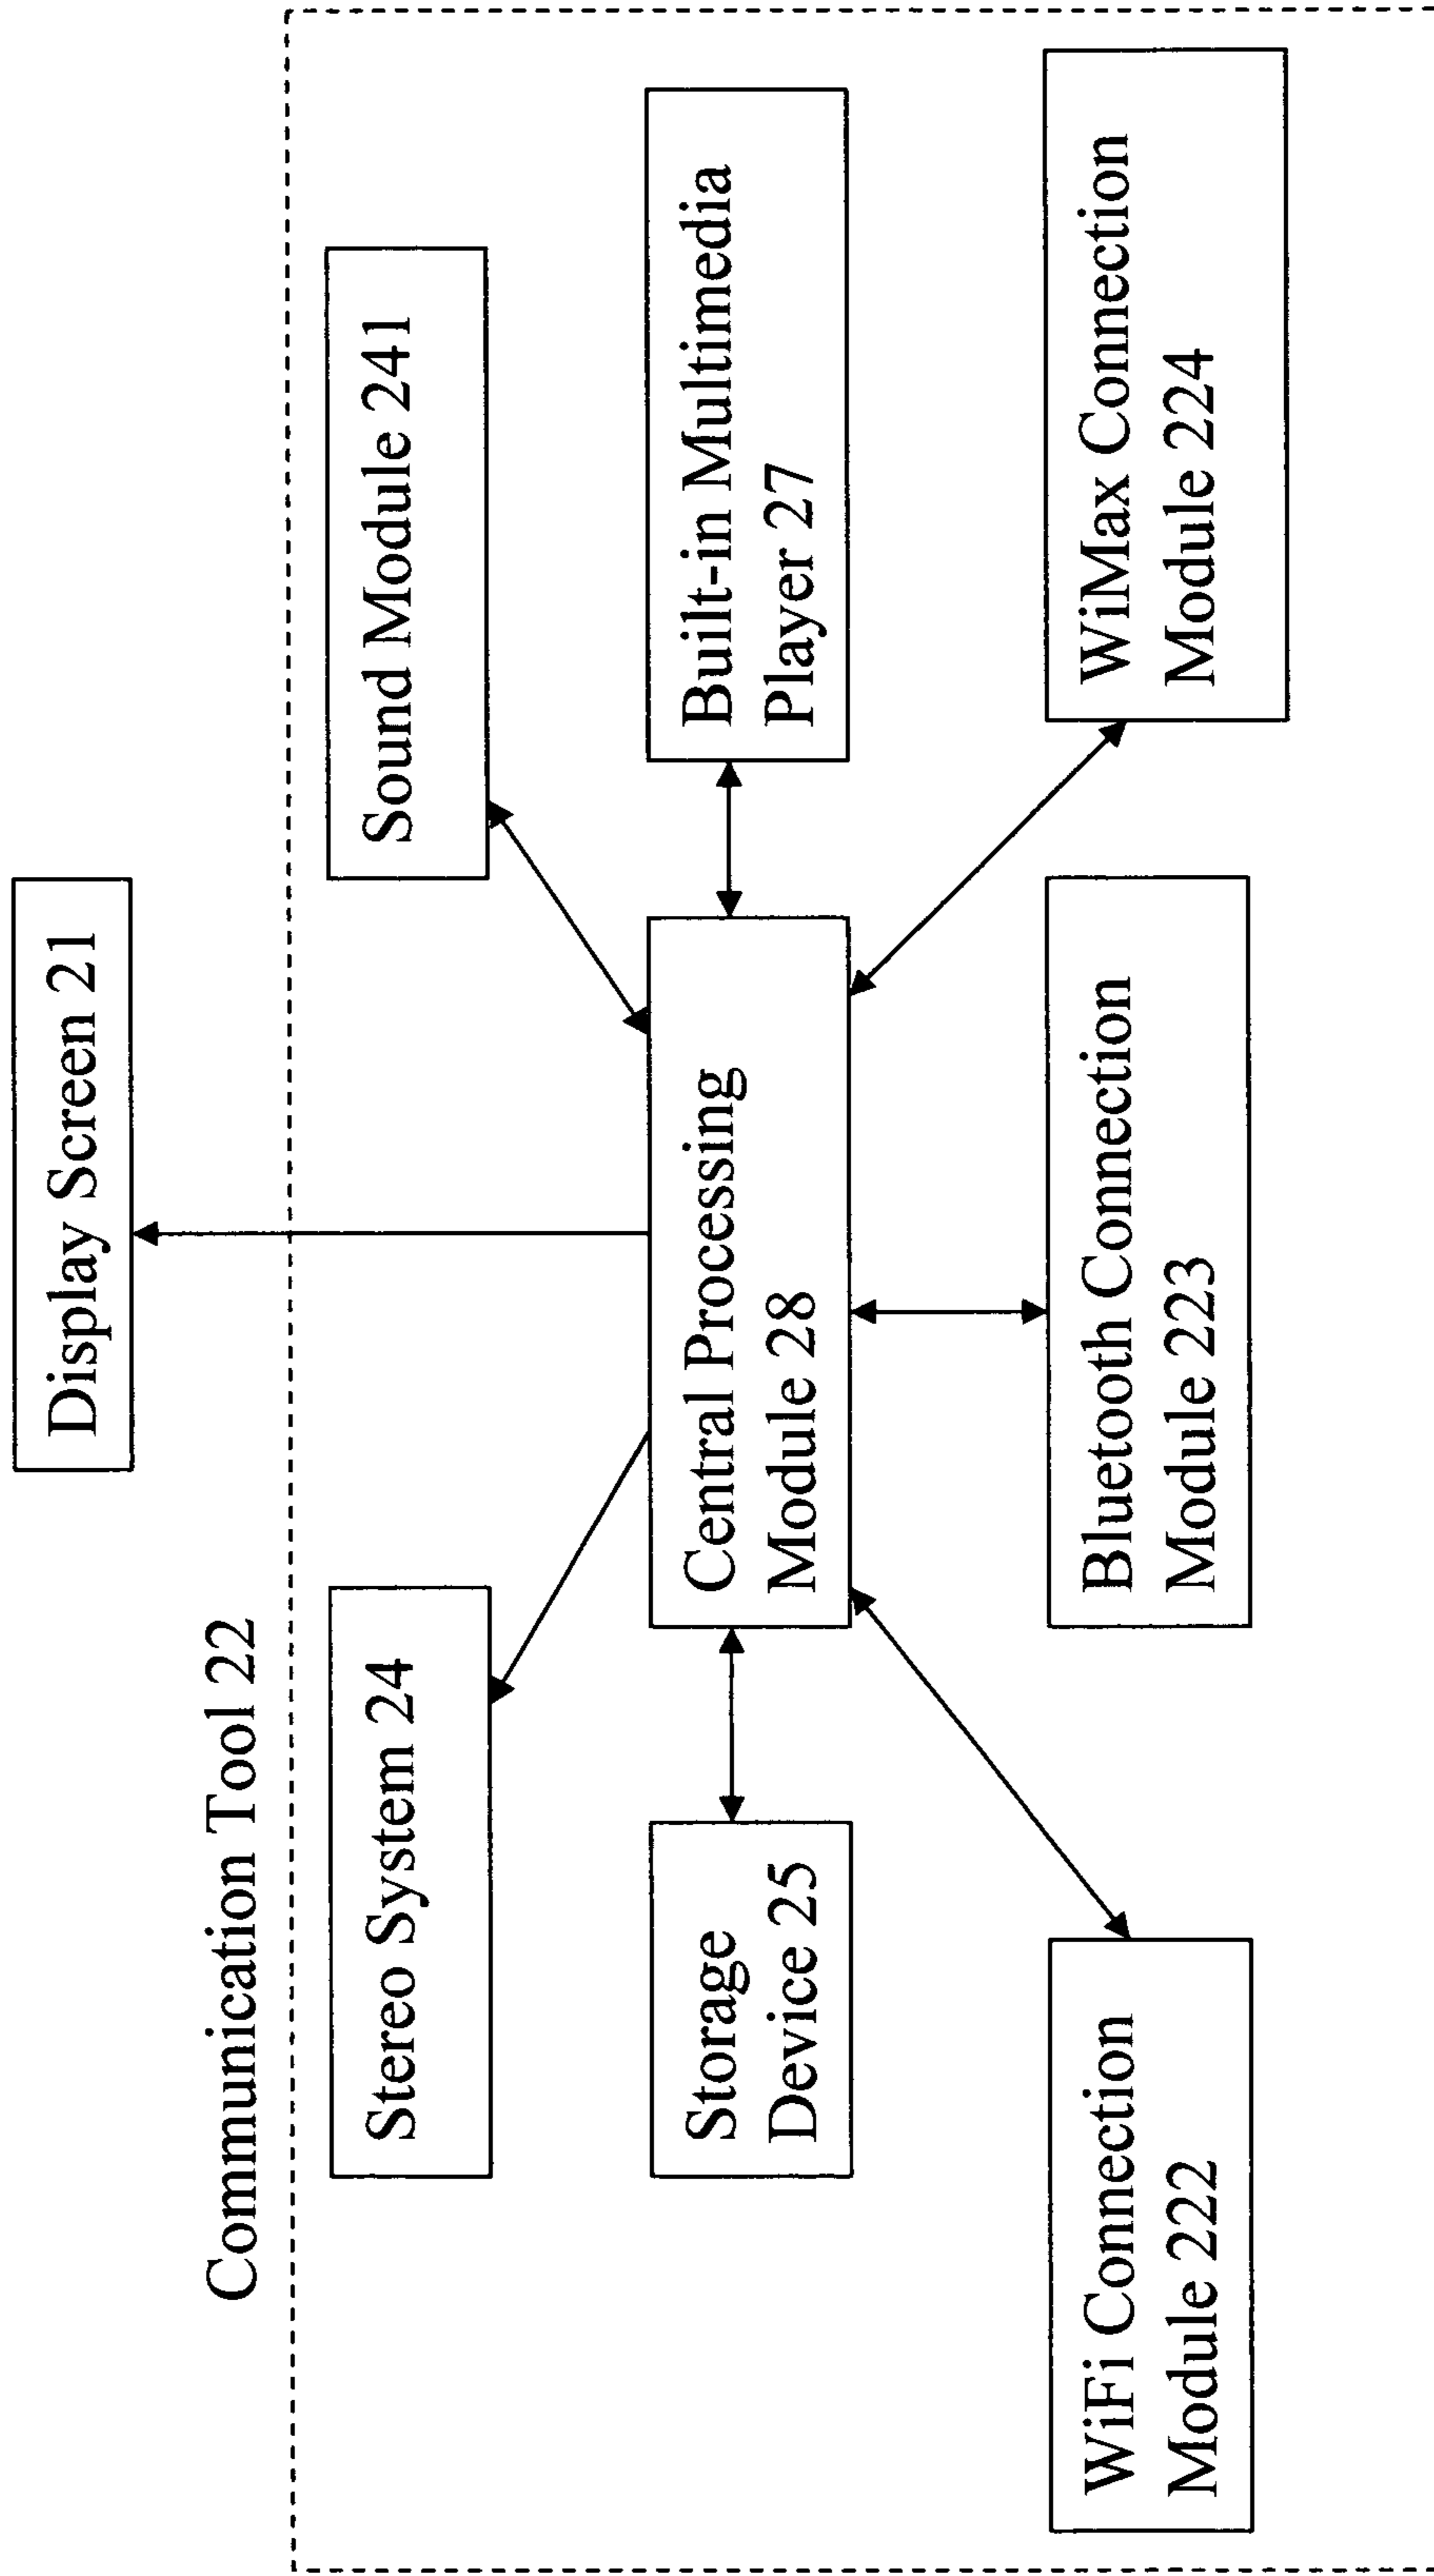 Display Screen 21
Communication Tool 22
Stereo System 24
Sound Module 241
Storage
Device 25
Central Processing
Module 28
Built-in Multimedia
Player 27
WiFi Connection
Module 222
Bluetooth Connection
Module 223
WiMax Connection
Module 224